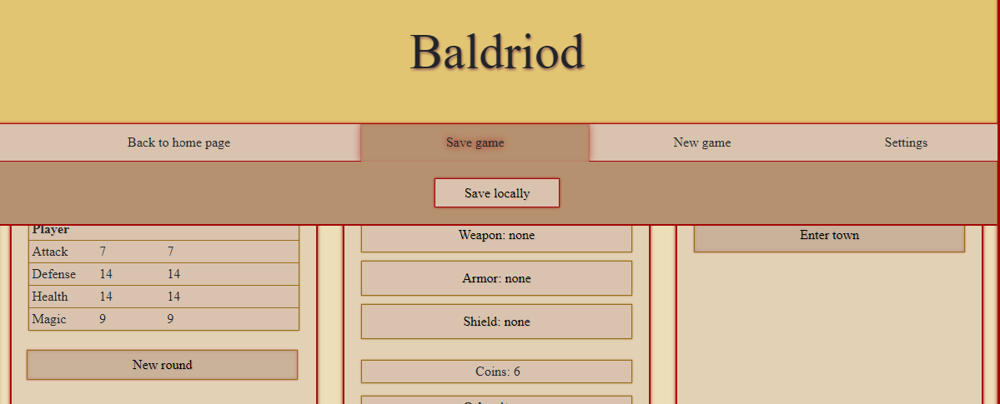 Baldriod
Back to home page Save game New game Settings
Save locally
Player
Attack 7 7
Defense 14 14
Health 14 14
Magic 9 9
New round
Weapon: none
Armor: none
Shield: none
Coins: 6
Enter town